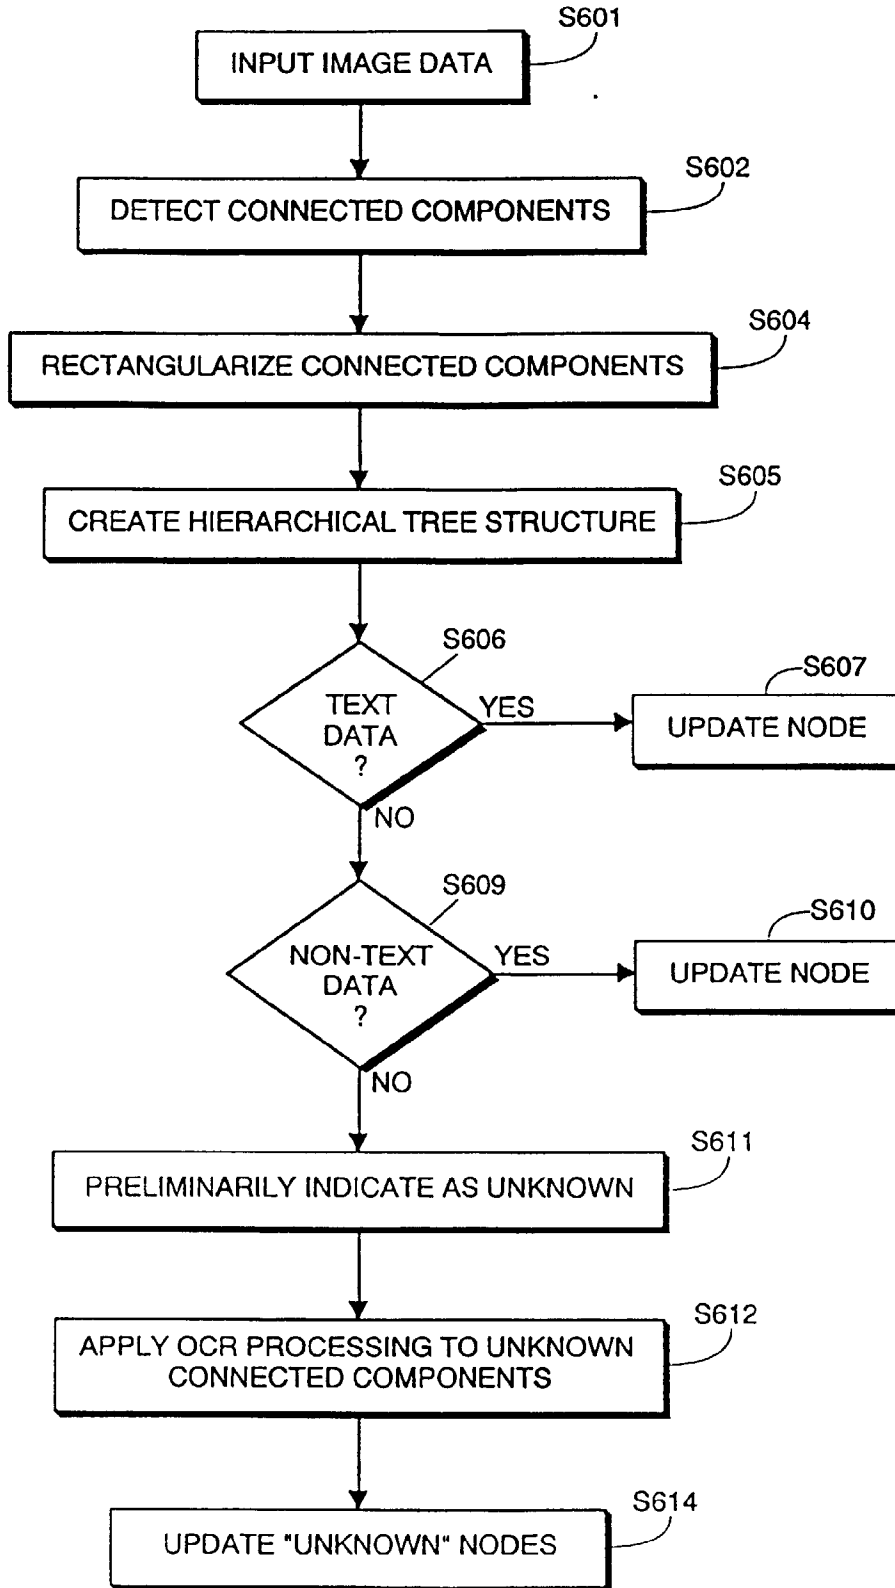 S601
INPUT IMAGE DATA
S602
DETECT CONNECTED COMPONENTS
S604
RECTANGULARIZE CONNECTED COMPONENTS
S605
CREATE HIERARCHICAL TREE STRUCTURE
S606
TEXT
DATA
?
YES
NO
S607
UPDATE NODE
S609
NON-TEXT
DATA
?
YES
NO
S610
UPDATE NODE
S611
PRELIMINARILY INDICATE AS UNKNOWN
S612
APPLY OCR PROCESSING TO UNKNOWN
CONNECTED COMPONENTS
S614
UPDATE "UNKNOWN" NODES